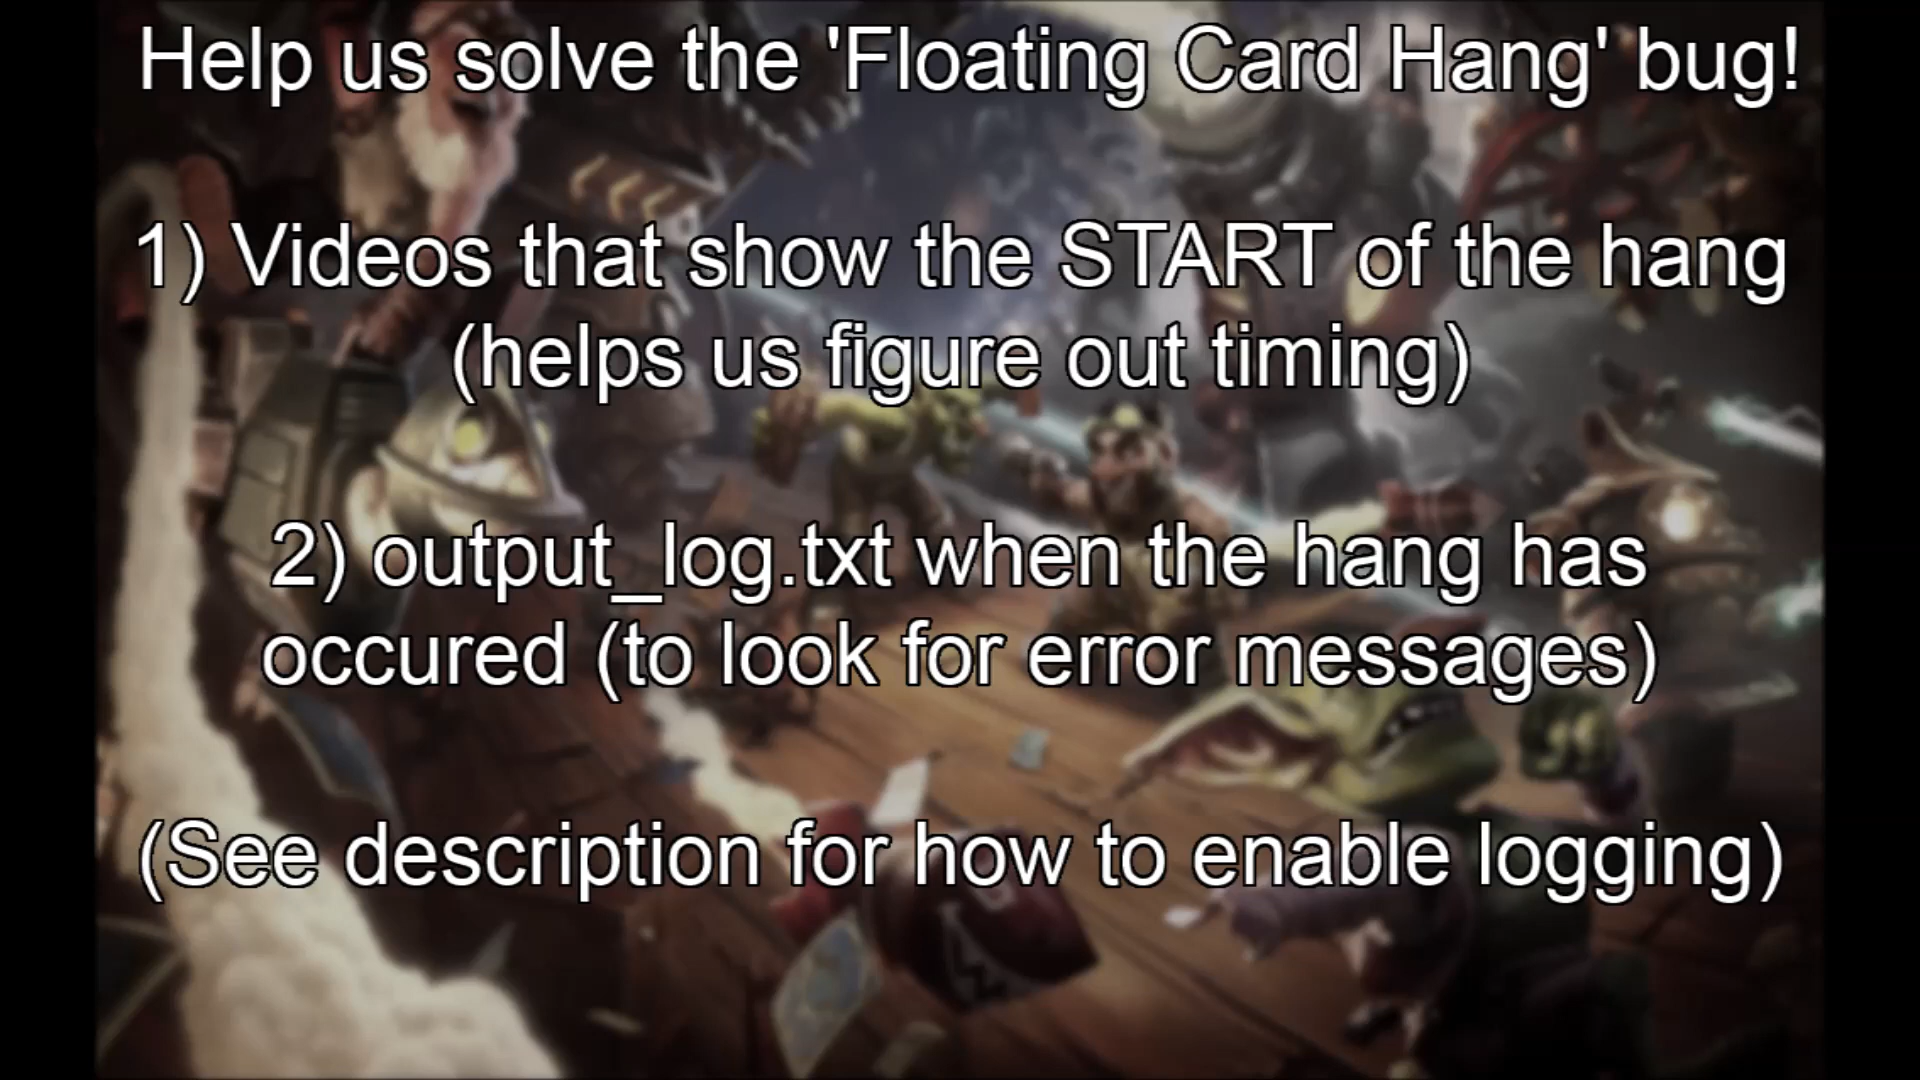 Help us solve the 'Floating Card Hang' bug!
1) Videos that show the START of the hang
(helps us figure out timing)
2) output_log.txt when the hang has
occured (to look for error messages)
(See description for how to enable logging)